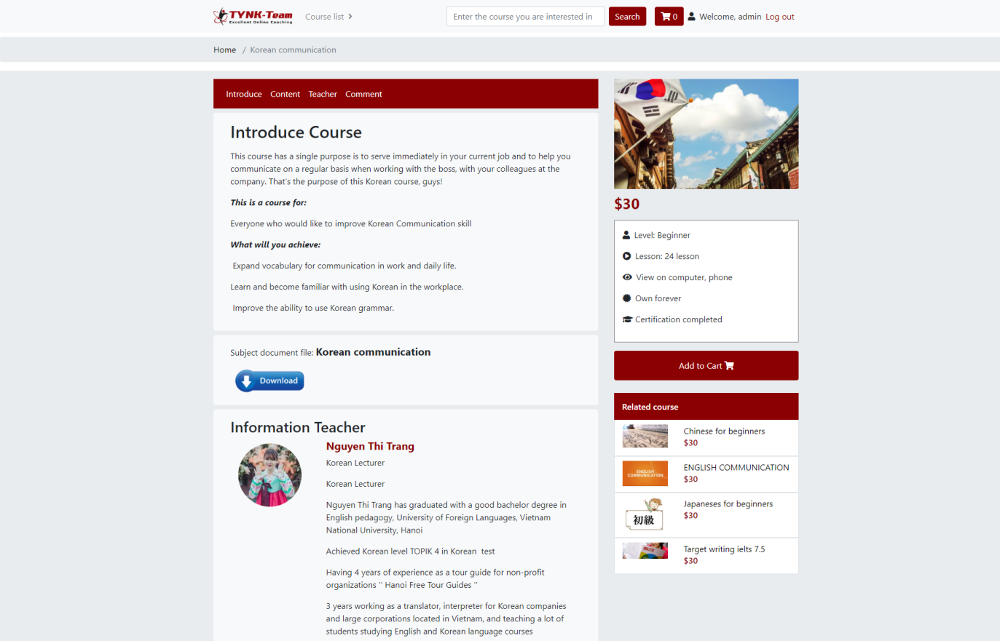 TYNK-Team
Excellent Online Coaching
Course list
Enter the course you are interested in
Search
0
Welcome, admin
Log out
Home / Korean communication
Introduce
Content
Teacher
Comment
Introduce Course
This course has a single purpose is to serve immediately in your current job and to help you
communicate on a regular basis when working with the boss, with your colleagues at the
company. That's the purpose of this Korean course, guys!
This is a course for:
Everyone who would like to improve Korean Communication skill
What will you achieve:
Expand vocabulary for communication in work and daily life.
Learn and become familiar with using Korean in the workplace.
Improve the ability to use Korean grammar.
Subject document file: Korean communication
Download
Information Teacher
Nguyen Thi Trang
Korean Lecturer
Korean Lecturer
Nguyen Thi Trang has graduated with a good bachelor degree in
English pedagogy, University of Foreign Languages, Vietnam
National University, Hanoi
Achieved Korean level TOPIK 4 in Korean test
Having 4 years of experience as a tour guide for non-profit
organizations " Hanoi Free Tour Guides "
3 years working as a translator, interpreter for Korean companies
and large corporations located in Vietnam, and teaching a lot of
students studying English and Korean language courses
$30
Level: Beginner
Lesson: 24 lesson
View on computer, phone
Own forever
Certification completed
Add to Cart
Related course
Chinese for beginners
$30
ENGLISH
COMMUNICATION
ENGLISH COMMUNICATION
$30
初級
Japaneses for beginners
$30
IELTS
Target writing ielts 7.5
$30